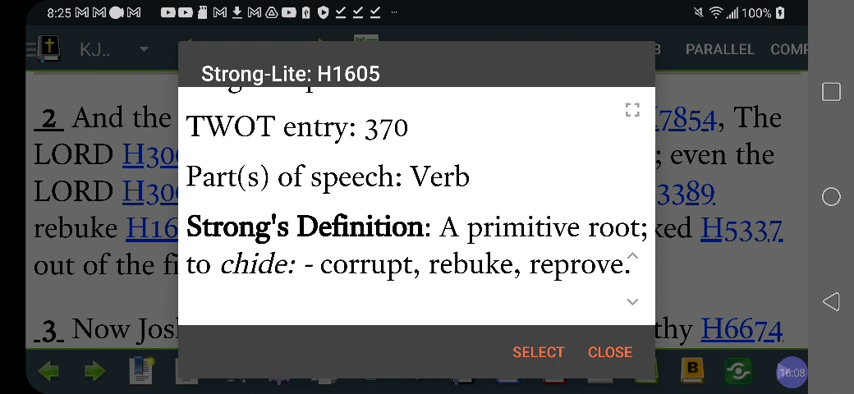 8:25 100%
KJ.. B PARALLEL COMP
Strong-Lite: H1605
TWOT entry: 370
Part(s) of speech: Verb
Strong's Definition: A primitive root;
to chide: - corrupt, rebuke, reprove.
SELECT CLOSE
2 And the 7854, The
LORD H30 ; even the
LORD H30 3389
rebuke H16 ked H5337
out of the fi
3 Now Jos thy H6674
B 16:08